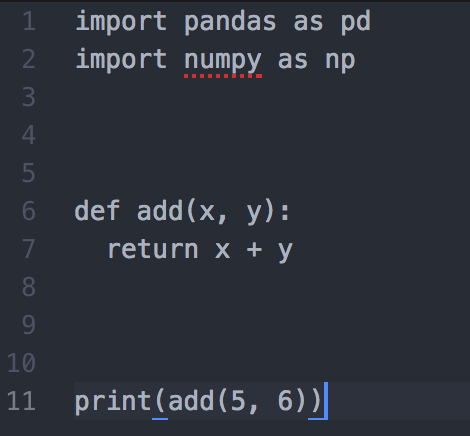 1 import pandas as pd
2 import numpy as np
3
4
5
6 def add(x, y):
7   return x + y
8
9
10
11 print(add(5, 6))